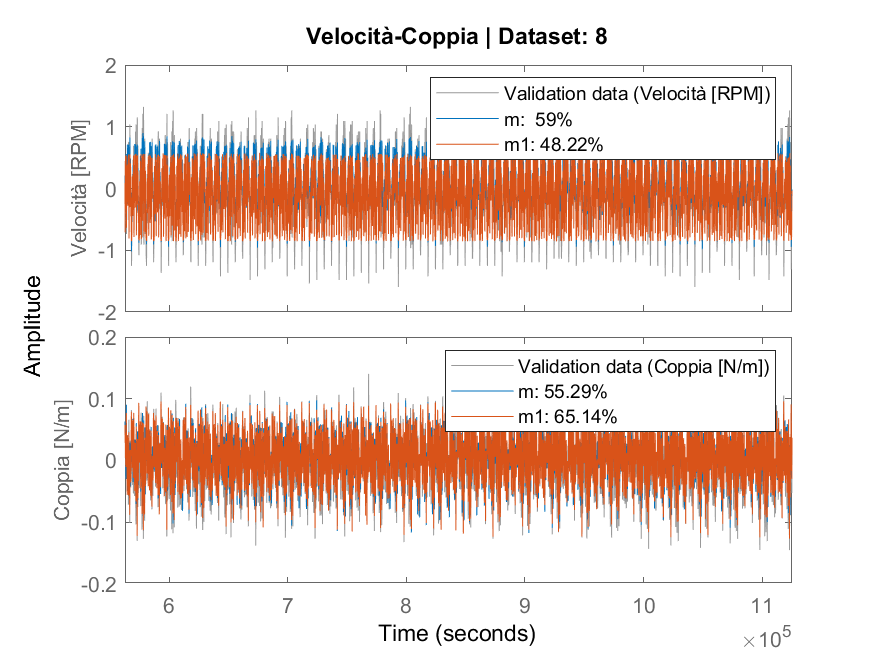 Velocità-Coppia | Dataset: 8
Amplitude
Velocità [RPM]
2
1
0
-1
-2
Validation data (Velocità [RPM])
m:  59%
m1: 48.22%
Coppia [N/m]
0.2
0.1
0
-0.1
-0.2
Validation data (Coppia [N/m])
m: 55.29%
m1: 65.14%
6 7 8 9 10 11
Time (seconds)
×10⁵